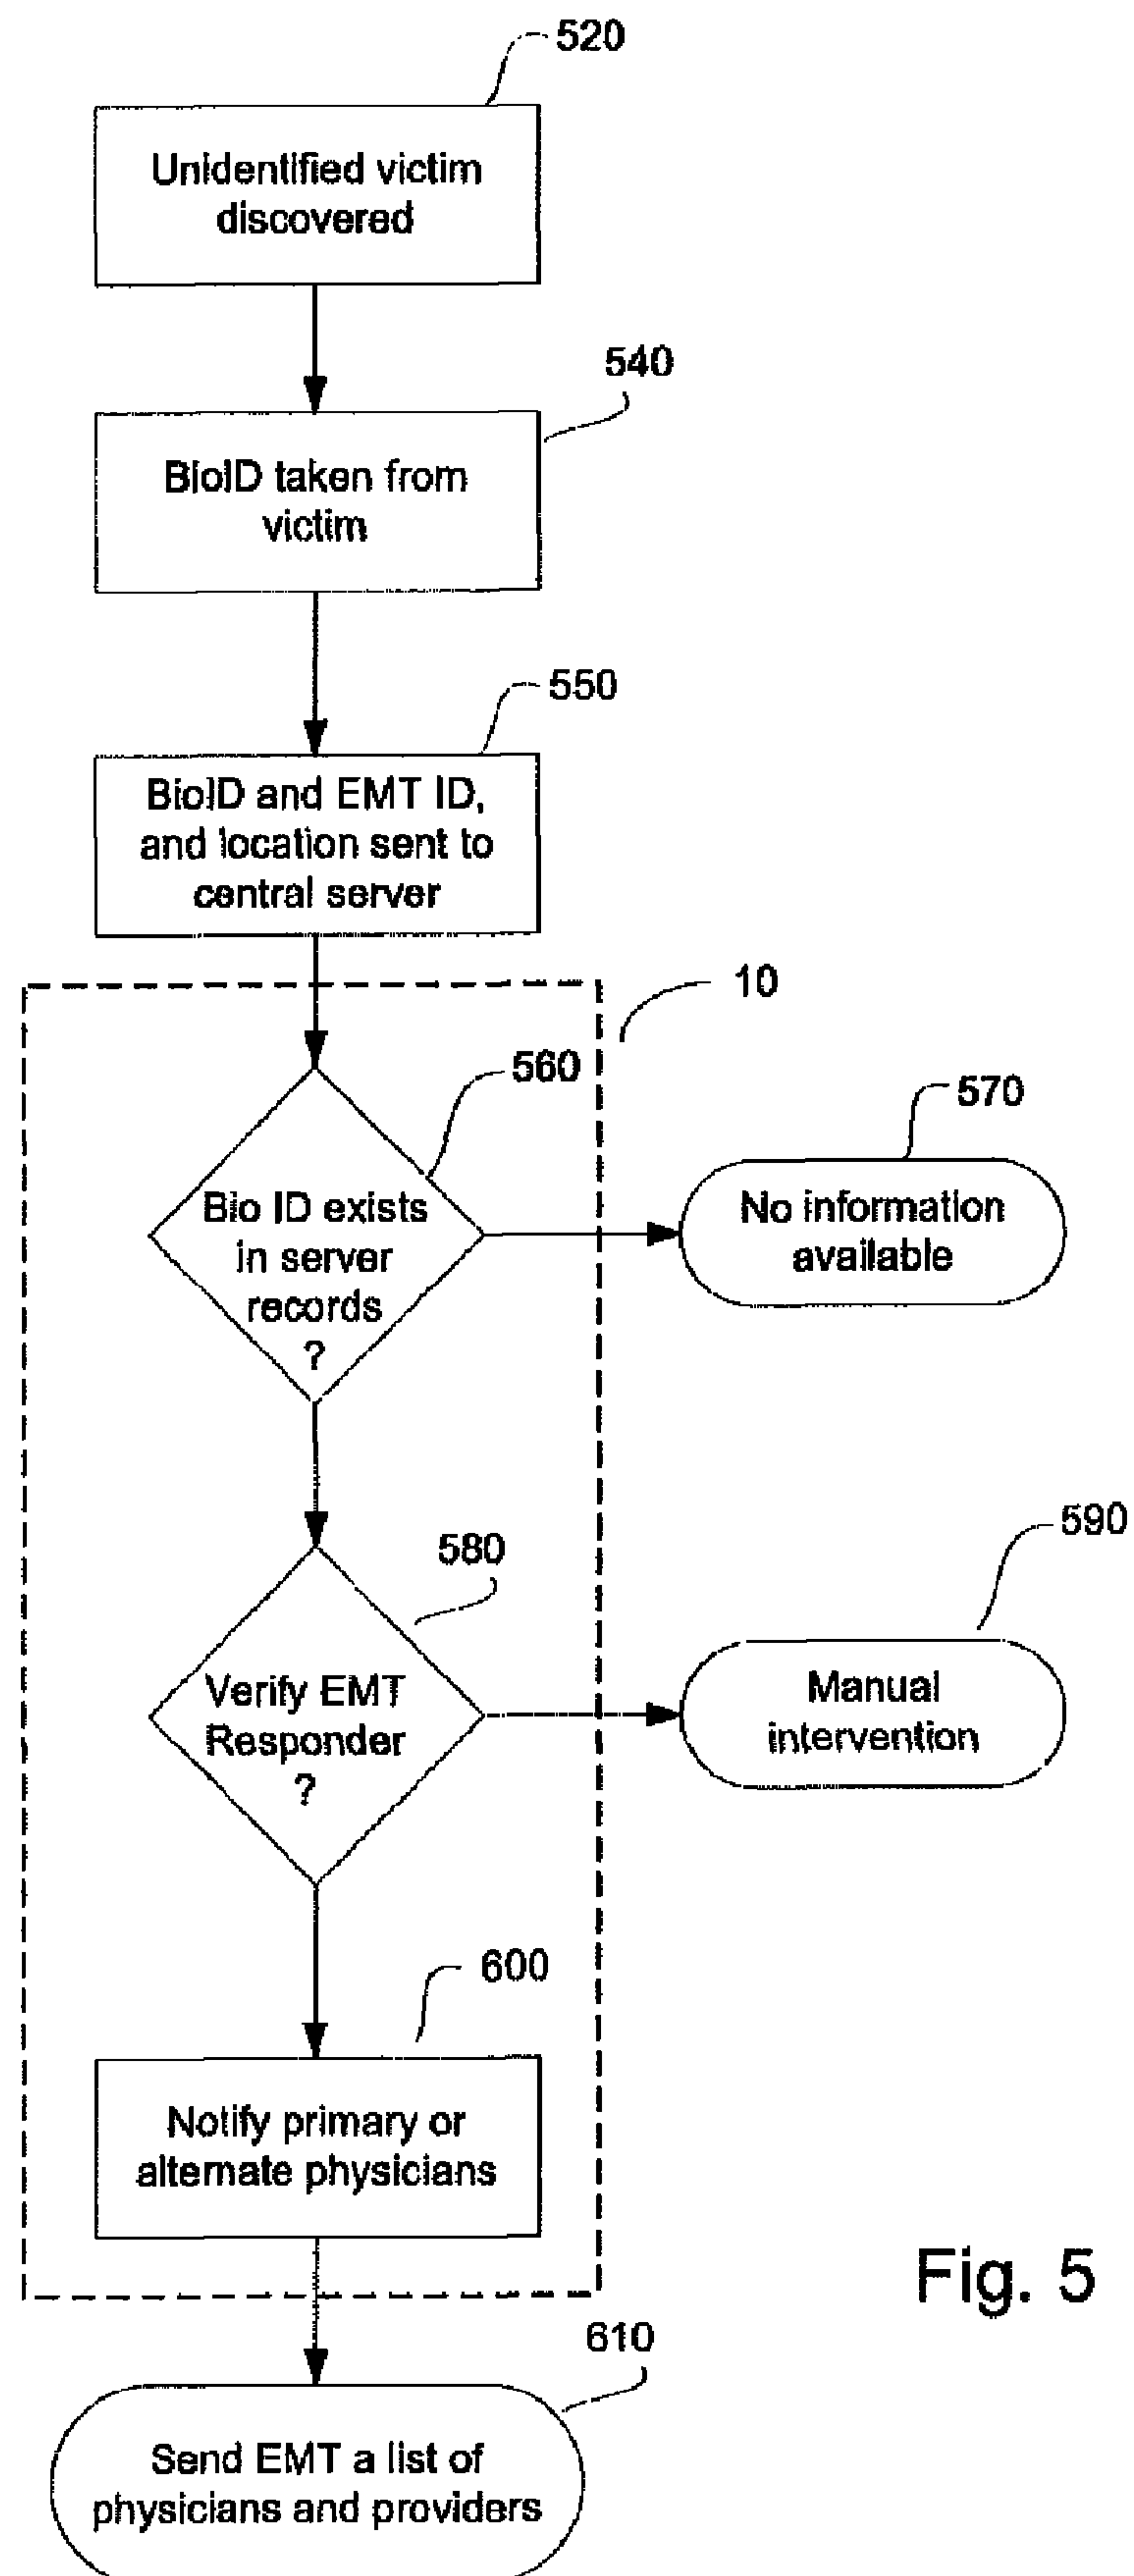 520
Unidentified victim
discovered
540
BioID taken from
victim
550
BioID and EMT ID,
and location sent to
central server
10
560
Bio ID exists
in server
records
?
570
No information
available
580
Verify EMT
Responder
?
590
Manual
intervention
600
Notify primary or
alternate physicians
Fig. 5
610
Send EMT a list of
physicians and providers